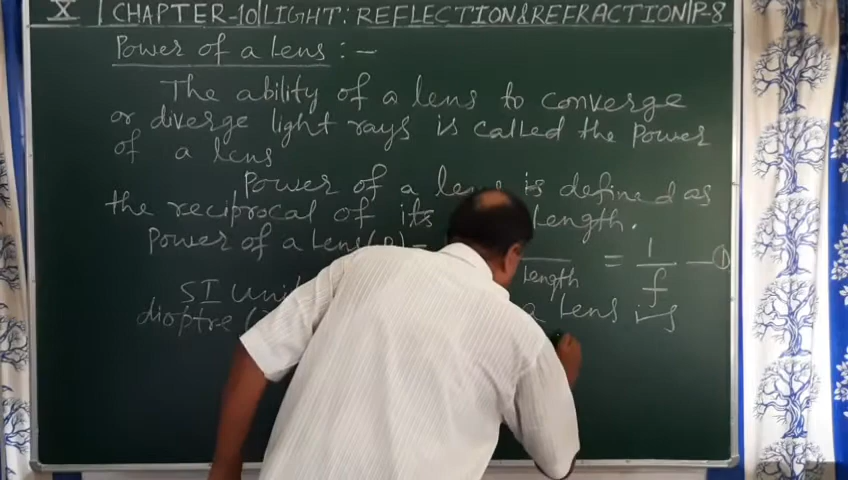 X | CHAPTER-10|LIGHT: REFLECTION&REFRACTION|P-8
Power of a Lens :-
The ability of a lens to converge
or diverge light rays is called the Power
of a lens
Power of a lens is defined as
the reciprocal of its Length.
Power of a Lens(P) = Length = 1/f —①
SI Unit a Lens is
dioptre